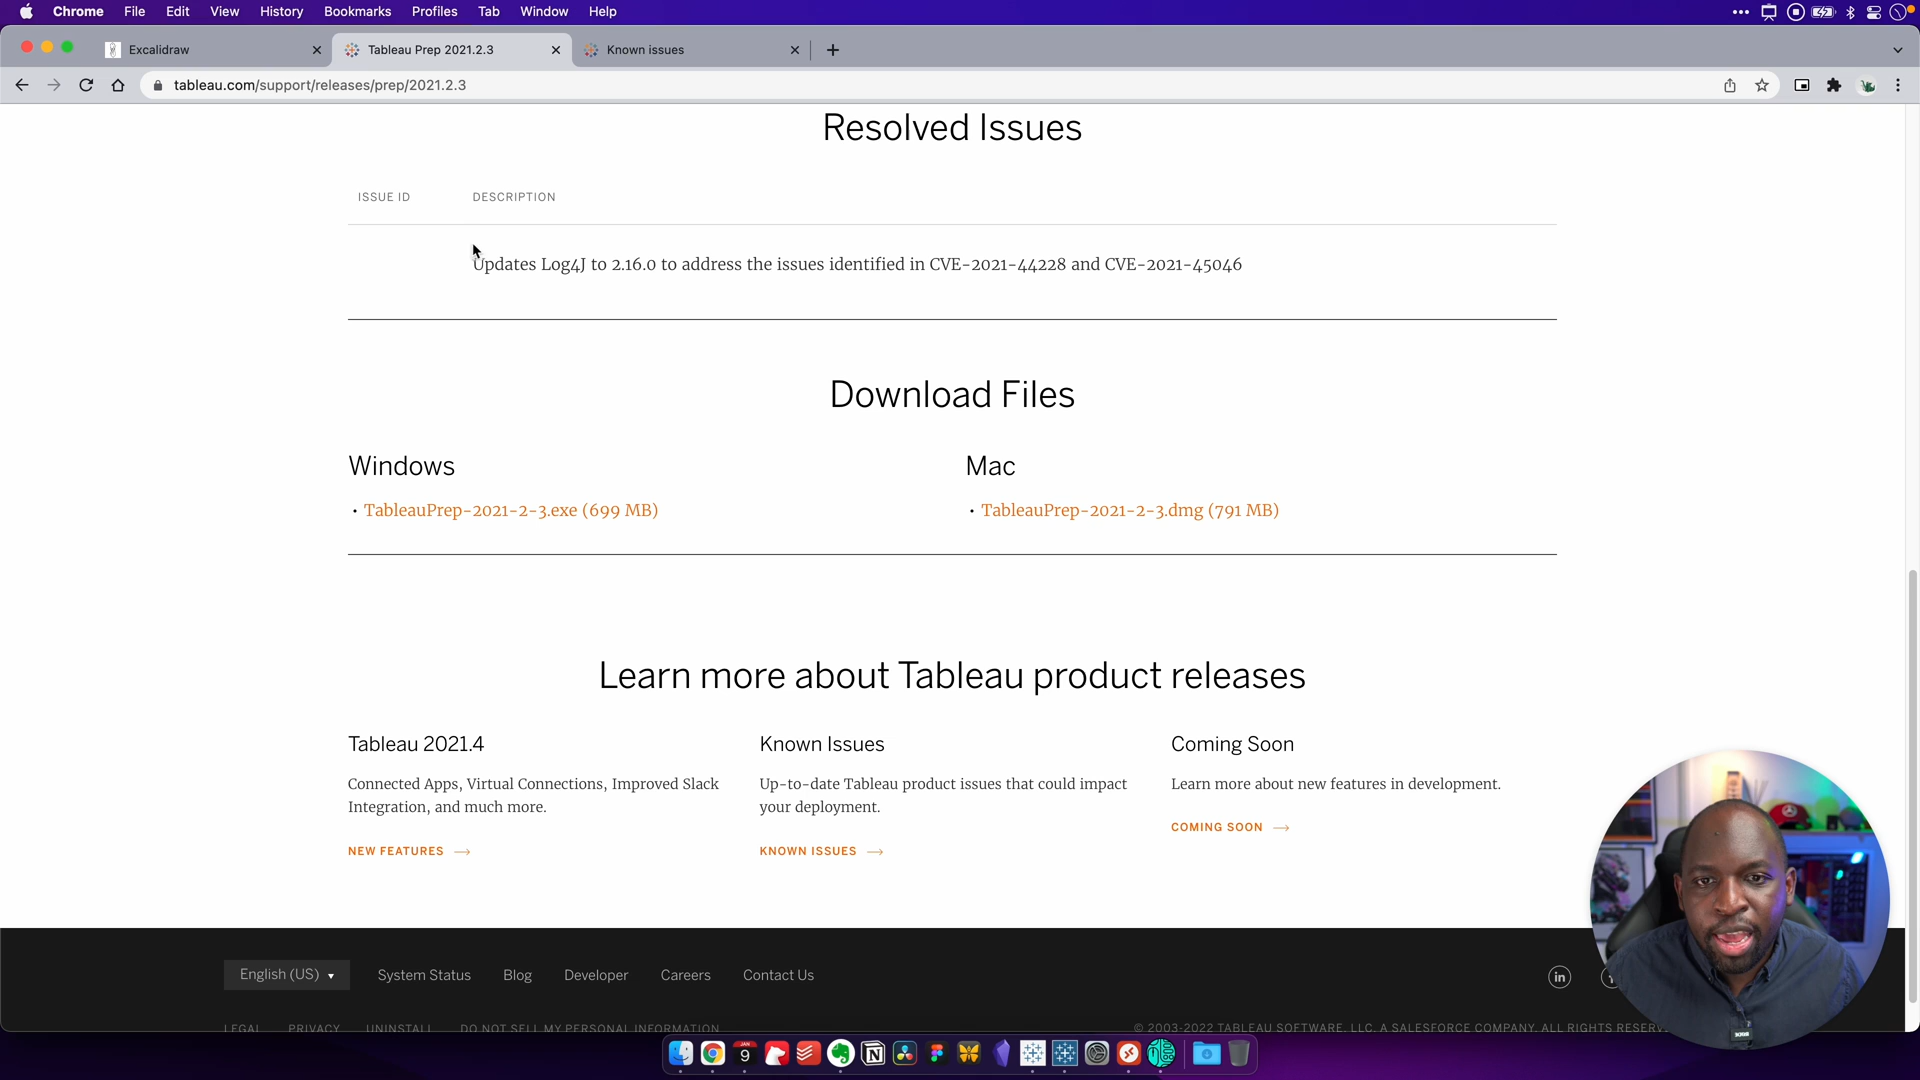 Chrome File Edit View History Bookmarks Profiles Tab Window Help
Excalidraw
Tableau Prep 2021.2.3
Known issues
tableau.com/support/releases/prep/2021.2.3
Resolved Issues
ISSUE ID DESCRIPTION
Updates Log4J to 2.16.0 to address the issues identified in CVE-2021-44228 and CVE-2021-45046
Download Files
Windows
• TableauPrep-2021-2-3.exe (699 MB)
Mac
• TableauPrep-2021-2-3.dmg (791 MB)
Learn more about Tableau product releases
Tableau 2021.4
Connected Apps, Virtual Connections, Improved Slack
Integration, and much more.
NEW FEATURES →
Known Issues
Up-to-date Tableau product issues that could impact
your deployment.
KNOWN ISSUES →
Coming Soon
Learn more about new features in development.
COMING SOON →
English (US) System Status Blog Developer Careers Contact Us
LEGAL PRIVACY UNINSTALL DO NOT SELL MY PERSONAL INFORMATION
© 2003-2022 TABLEAU SOFTWARE, LLC, A SALESFORCE COMPANY. ALL RIGHTS
JAN
9